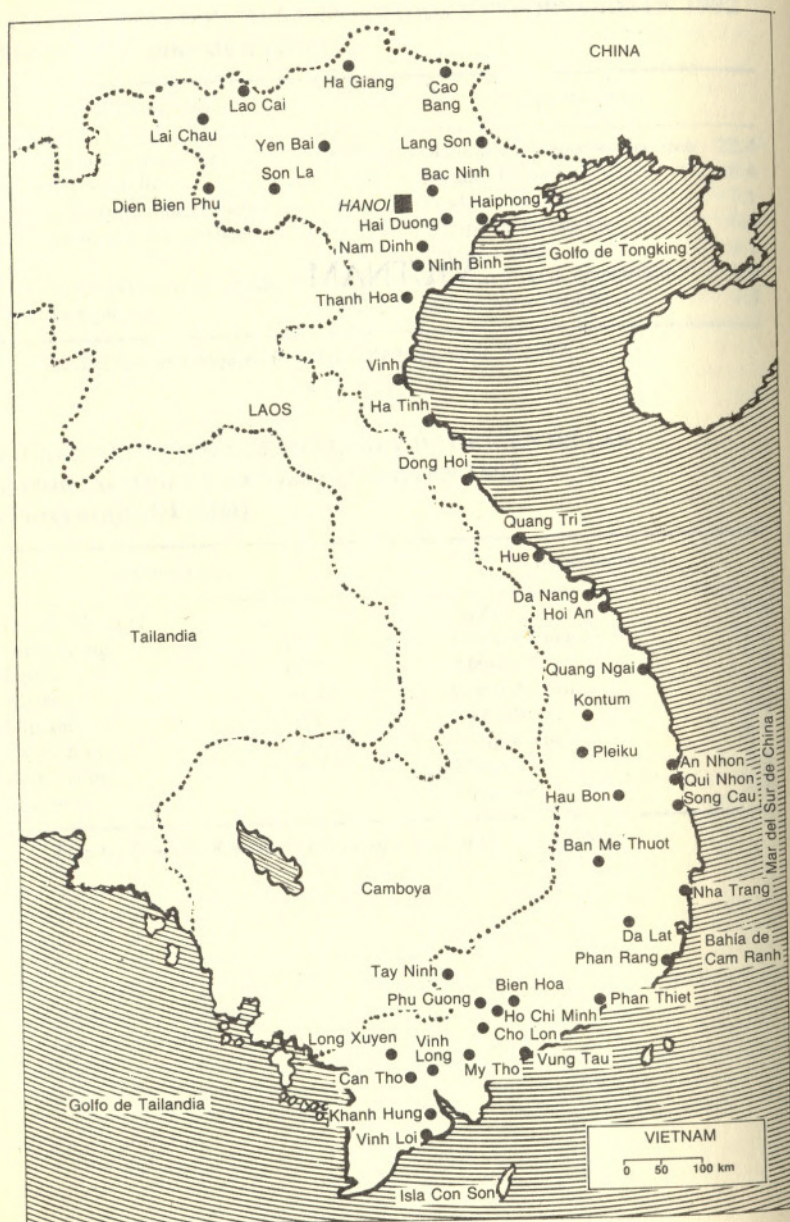 CHINA
Ha Giang
Cao
Bang
Lao Cai
Lai Chau
Yen Bai
Lang Son
Son La
Bac Ninh
Dien Bien Phu
HANOI
Haiphong
Hai Duong
Nam Dinh
Golfo de Tongking
Ninh Binh
Thanh Hoa
Vinh
LAOS
Ha Tinh
Dong Hoi
Quang Tri
Hue
Da Nang
Hoi An
Tailandia
Quang Ngai
Kontum
Pleiku
An Nhon
Qui Nhon
Hau Bon
Song Cau
Mar del Sur de China
Ban Me Thuot
Camboya
Nha Trang
Da Lat
Bahía de
Cam Ranh
Phan Rang
Tay Ninh
Bien Hoa
Phu Guong
Phan Thiet
Ho Chi Minh
Cho Lon
Long Xuyen
Vinh
Long
My Tho
Vung Tau
Can Tho
Golfo de Tailandia
Khanh Hung
Vinh Loi
VIETNAM
0 50 100 km
Isla Con Son